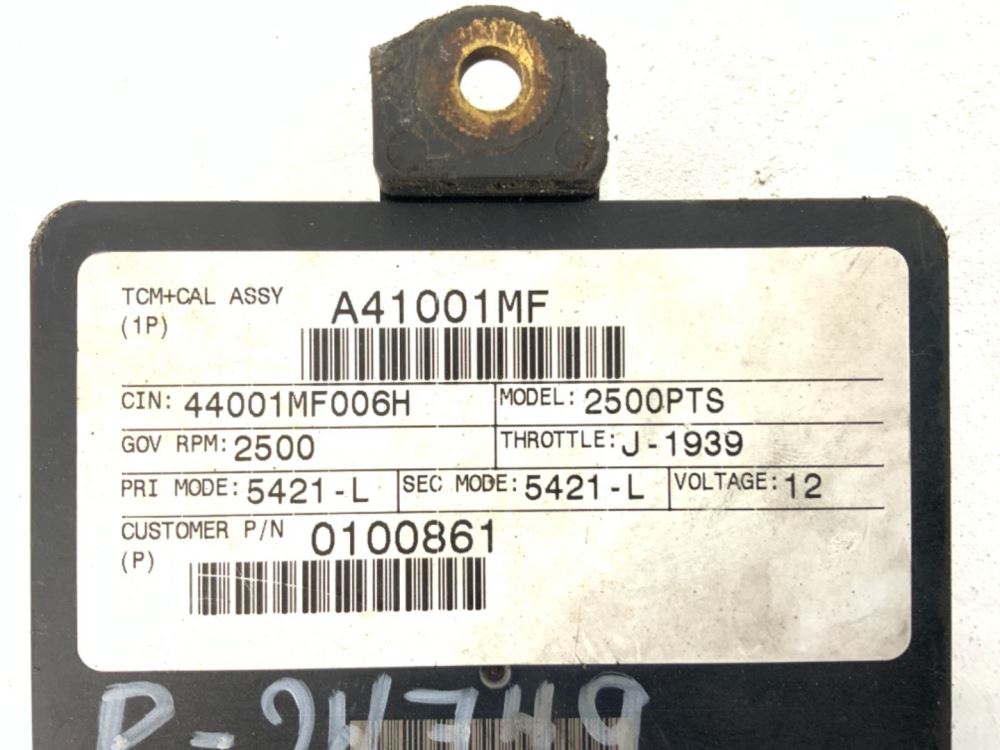 TCM+CAL ASSY A41001MF
(1P)
CIN: 44001MF006H MODEL: 2500PTS
GOV RPM: 2500 THROTTLE: J-1939
PRI MODE: 5421-L SEC MODE: 5421-L VOLTAGE: 12
CUSTOMER P/N 0100861
(P)